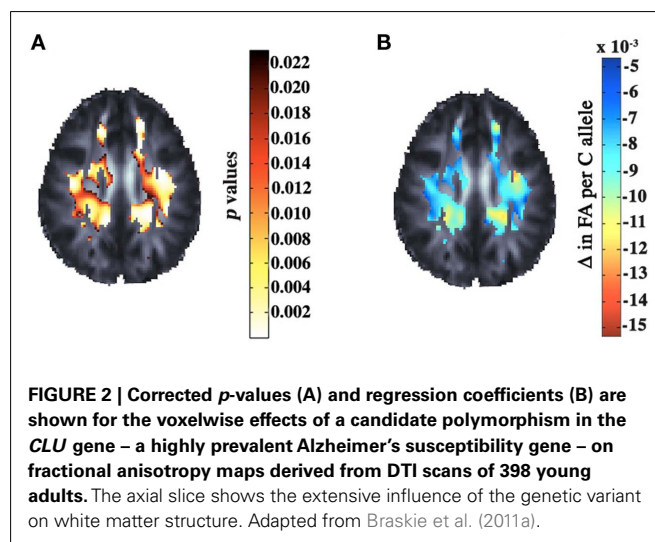 A
B
p values
0.022
0.020
0.018
0.016
0.014
0.012
0.010
0.008
0.006
0.004
0.002
x 10⁻³
-5
-6
-7
-8
-9
-10
-11
-12
-13
-14
-15
Δ in FA per C allele
FIGURE 2 | Corrected p-values (A) and regression coefficients (B) are
shown for the voxelwise effects of a candidate polymorphism in the
CLU gene – a highly prevalent Alzheimer's susceptibility gene – on
fractional anisotropy maps derived from DTI scans of 398 young
adults. The axial slice shows the extensive influence of the genetic variant
on white matter structure. Adapted from Braskie et al. (2011a).